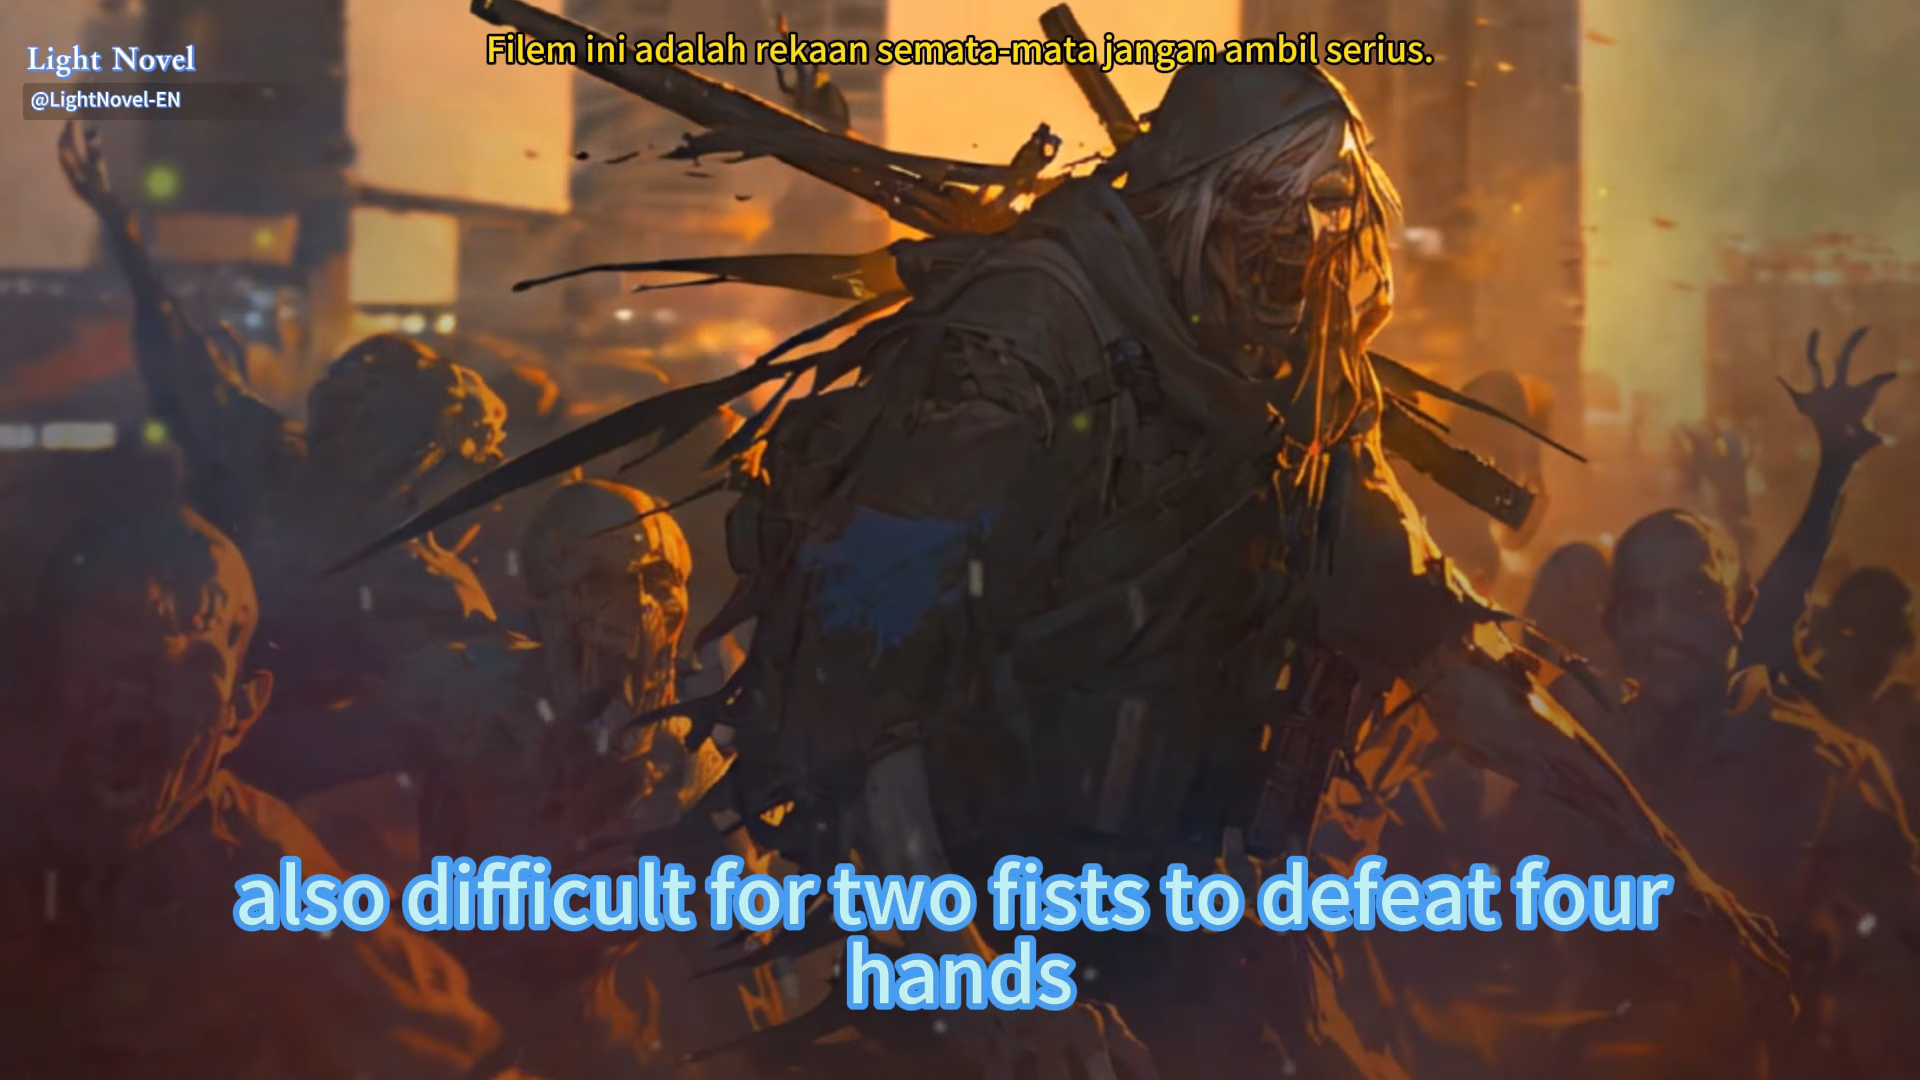 Filem ini adalah rekaan semata-mata jangan ambil serius.
Light Novel
@LightNovel-EN
also difficult for two fists to defeat four
hands